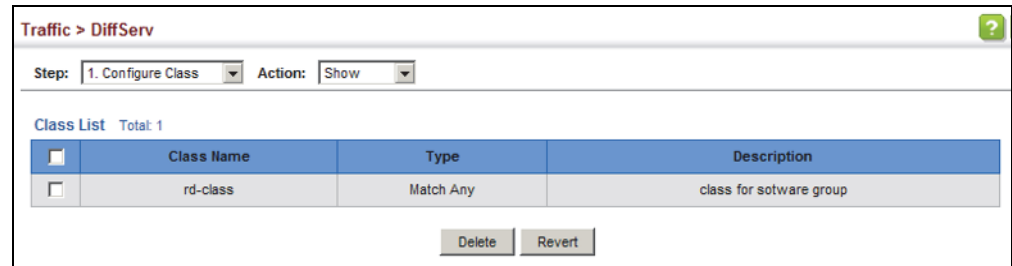 Traffic > DiffServ
?
Step: 1. Configure Class Action: Show
Class List Total: 1
Class Name Type Description
rd-class Match Any class for sotware group
Delete Revert